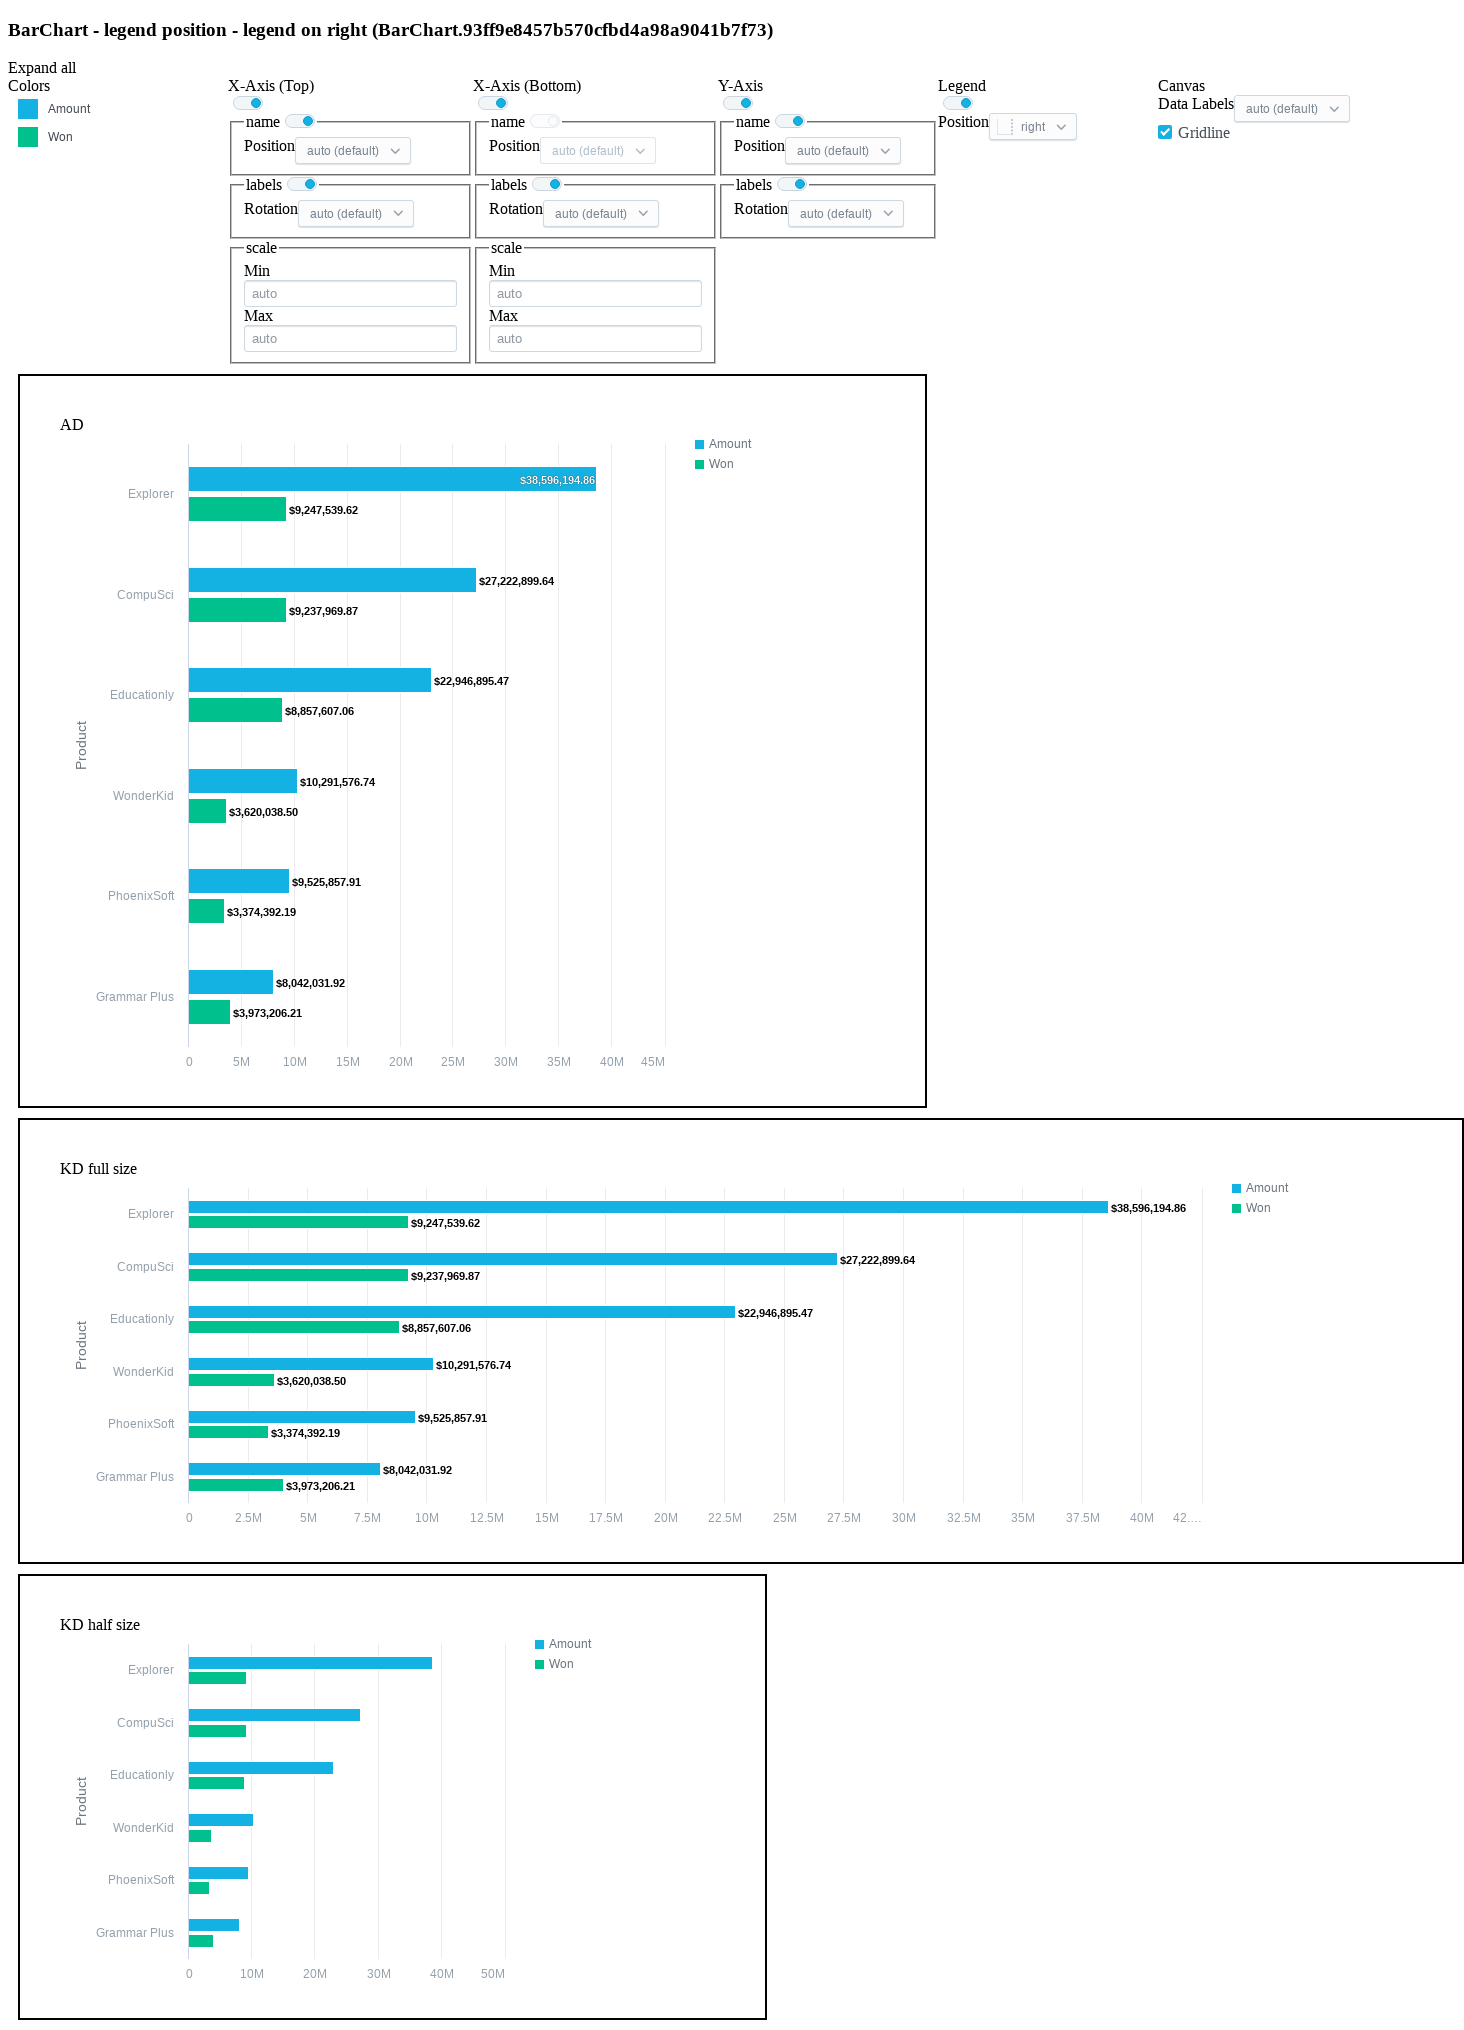 BarChart - legend position - legend on right (BarChart.93ff9e8457b570cfbd4a98a9041b7f73)
Expand all
Colors
Amount
Won
X-Axis (Top)
name
Position auto (default)
labels
Rotation auto (default)
scale
Min
auto
Max
auto
X-Axis (Bottom)
name
Position auto (default)
labels
Rotation auto (default)
scale
Min
auto
Max
auto
Y-Axis
name
Position auto (default)
labels
Rotation auto (default)
Legend
Position right
Canvas
Data Labels auto (default)
Gridline
AD
Amount
Won
Product
Explorer
$38,596,194.86
$9,247,539.62
CompuSci
$27,222,899.64
$9,237,969.87
Educationly
$22,946,895.47
$8,857,607.06
WonderKid
$10,291,576.74
$3,620,038.50
PhoenixSoft
$9,525,857.91
$3,374,392.19
Grammar Plus
$8,042,031.92
$3,973,206.21
0 5M 10M 15M 20M 25M 30M 35M 40M 45M
KD full size
Amount
Won
Product
Explorer
$38,596,194.86
$9,247,539.62
CompuSci
$27,222,899.64
$9,237,969.87
Educationly
$22,946,895.47
$8,857,607.06
WonderKid
$10,291,576.74
$3,620,038.50
PhoenixSoft
$9,525,857.91
$3,374,392.19
Grammar Plus
$8,042,031.92
$3,973,206.21
0 2.5M 5M 7.5M 10M 12.5M 15M 17.5M 20M 22.5M 25M 27.5M 30M 32.5M 35M 37.5M 40M 42.…
KD half size
Amount
Won
Product
Explorer
CompuSci
Educationly
WonderKid
PhoenixSoft
Grammar Plus
0 10M 20M 30M 40M 50M